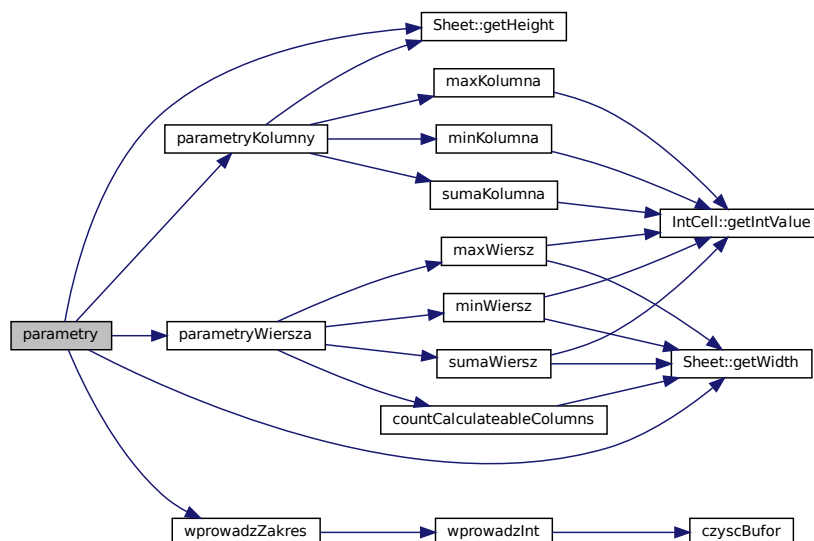 Sheet::getHeight
maxKolumna
parametryKolumny
minKolumna
sumaKolumna
IntCell::getIntValue
maxWiersz
minWiersz
parametry
parametryWiersza
sumaWiersz
Sheet::getWidth
countCalculateableColumns
wprowadzZakres
wprowadzInt
czyscBufor